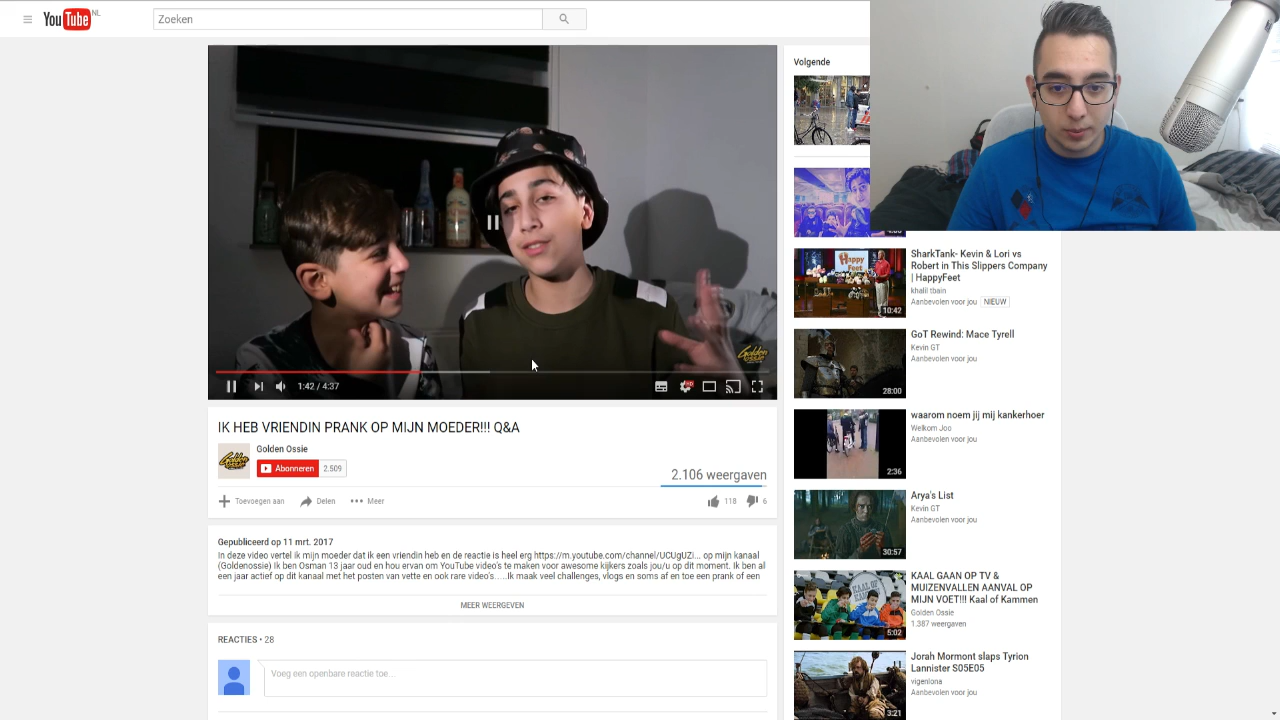 YouTube NL
Zoeken
Golden
Ossie
1:42 / 4:37
IK HEB VRIENDIN PRANK OP MIJN MOEDER!!! Q&A
Golden Ossie
Abonneren 2.509
2.106 weergaven
Toevoegen aan Delen Meer
118 6
Gepubliceerd op 11 mrt. 2017
In deze video vertel ik mijn moeder dat ik een vriendin heb en de reactie is heel erg https://m.youtube.com/channel/UCUgUZi... op mijn kanaal
(Goldenossie) Ik ben Osman 13 jaar oud en hou ervan om YouTube video's te maken voor awesome kijkers zoals jou/u op dit moment. Ik ben al
een jaar actief op dit kanaal met het posten van vette en ook rare video's.....Ik maak veel challenges, vlogs en soms af en toe een prank of een
MEER WEERGEVEN
REACTIES • 28
Voeg een openbare reactie toe...
Volgende
SharkTank- Kevin & Lori vs
Robert in This Slippers Company
| HappyFeet
khalil tbain
Aanbevolen voor jou NIEUW
Happy
Feet
10:42
GoT Rewind: Mace Tyrell
Kevin GT
Aanbevolen voor jou
28:00
waarom noem jij mij kankerhoer
Welkom Joo
Aanbevolen voor jou
2:36
Arya's List
Kevin GT
Aanbevolen voor jou
30:57
KAAL GAAN OP TV &
MUIZENVALLEN AANVAL OP
MIJN VOET!!! Kaal of Kammen
Golden Ossie
1.387 weergaven
5:02
Jorah Mormont slaps Tyrion
Lannister S05E05
vigenlona
Aanbevolen voor jou
3:21